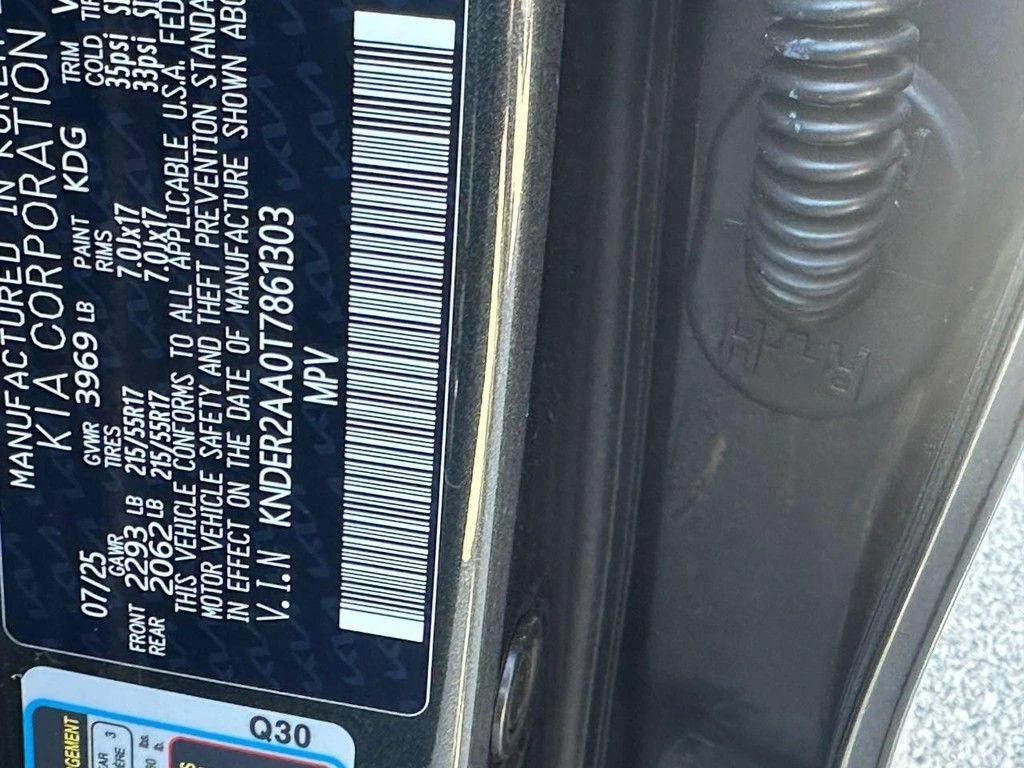 MANUFACTURED IN KOREA
KIA CORPORATION
07/25 GVWR 3969 LB PAINT KDG TRIM
GAWR TIRES RIMS COLD
FRONT 2293 LB 215/55R17 7.0Jx17 35psi
REAR 2062 LB 215/55R17 7.0Jx17 33psi
THIS VEHICLE CONFORMS TO ALL APPLICABLE U.S.A. FED
MOTOR VEHICLE SAFETY AND THEFT PREVENTION STANDA
IN EFFECT ON THE DATE OF MANUFACTURE SHOWN ABO
V.I.N KNDER2AA0T7861303
MPV
Q30
RTH